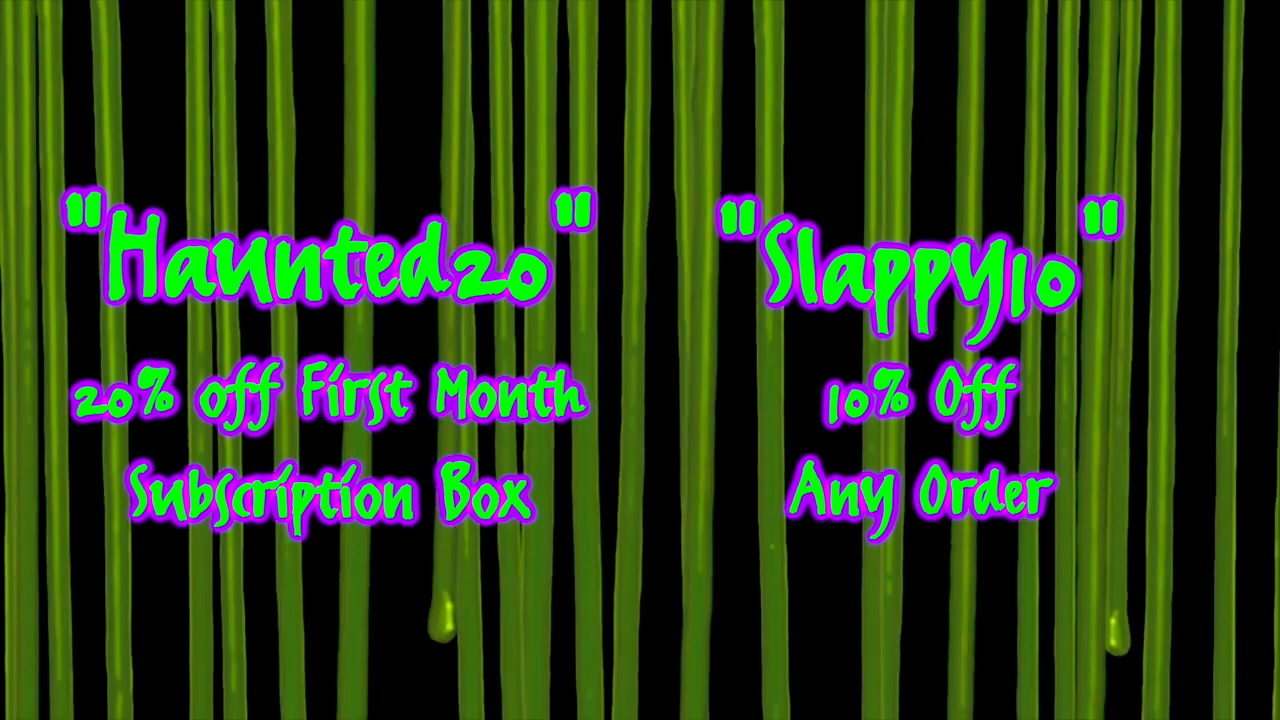 "Haunted20"
20% off First Month
Subscription Box
"Slappy10"
10% Off
Any Order